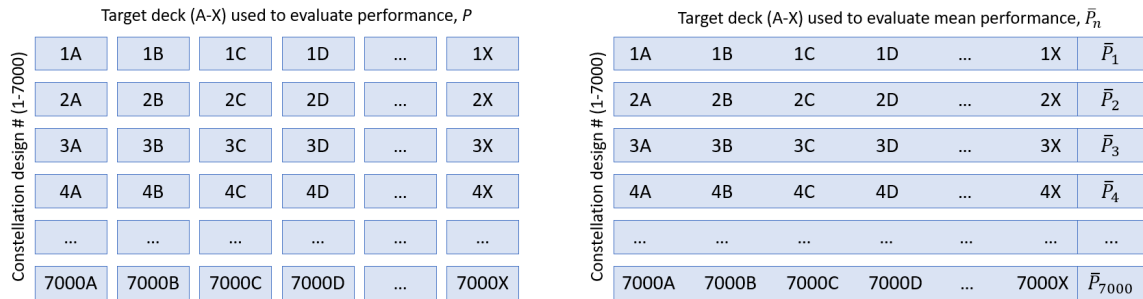 Target deck (A-X) used to evaluate performance, P
Constellation design # (1-7000)
1A 1B 1C 1D ... 1X
2A 2B 2C 2D ... 2X
3A 3B 3C 3D ... 3X
4A 4B 4C 4D ... 4X
... ... ... ... ... ...
7000A 7000B 7000C 7000D ... 7000X
Target deck (A-X) used to evaluate mean performance, P̄ₙ
Constellation design # (1-7000)
1A 1B 1C 1D ... 1X P̄₁
2A 2B 2C 2D ... 2X P̄₂
3A 3B 3C 3D ... 3X P̄₃
4A 4B 4C 4D ... 4X P̄₄
... ... ... ... ... ... ...
7000A 7000B 7000C 7000D ... 7000X P̄₇₀₀₀